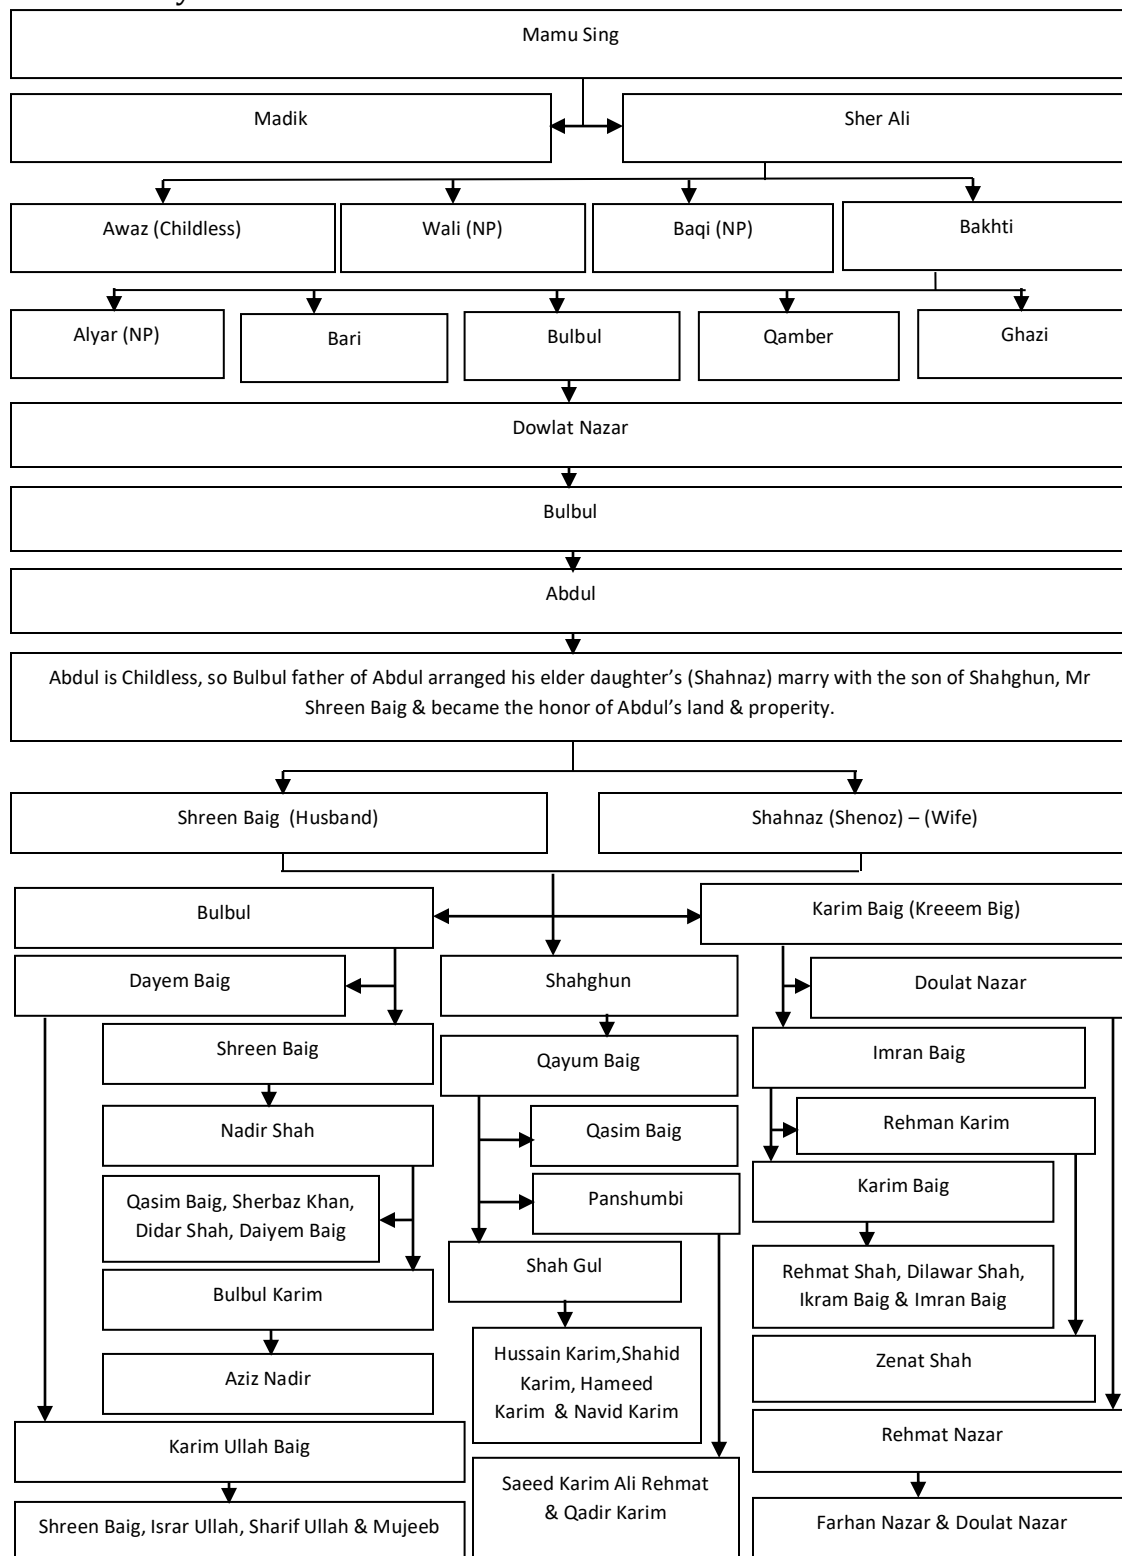 Mamu Sing
Madik
Sher Ali
Awaz (Childless)
Wali (NP)
Baqi (NP)
Bakhti
Alyar (NP)
Bari
Bulbul
Qamber
Ghazi
Dowlat Nazar
Bulbul
Abdul
Abdul is Childless, so Bulbul father of Abdul arranged his elder daughter’s (Shahnaz) marry with the son of Shahghun, Mr
Shreen Baig & became the honor of Abdul’s land & properity.
Shreen Baig (Husband)
Shahnaz (Shenoz) – (Wife)
Bulbul
Karim Baig (Kreeem Big)
Dayem Baig
Shahghun
Doulat Nazar
Shreen Baig
Qayum Baig
Imran Baig
Nadir Shah
Qasim Baig
Rehman Karim
Qasim Baig, Sherbaz Khan,
Didar Shah, Daiyem Baig
Panshumbi
Karim Baig
Bulbul Karim
Shah Gul
Rehmat Shah, Dilawar Shah,
Ikram Baig & Imran Baig
Aziz Nadir
Hussain Karim,Shahid
Karim, Hameed
Karim & Navid Karim
Zenat Shah
Karim Ullah Baig
Rehmat Nazar
Shreen Baig, Israr Ullah, Sharif Ullah & Mujeeb
Saeed Karim Ali Rehmat
& Qadir Karim
Farhan Nazar & Doulat Nazar